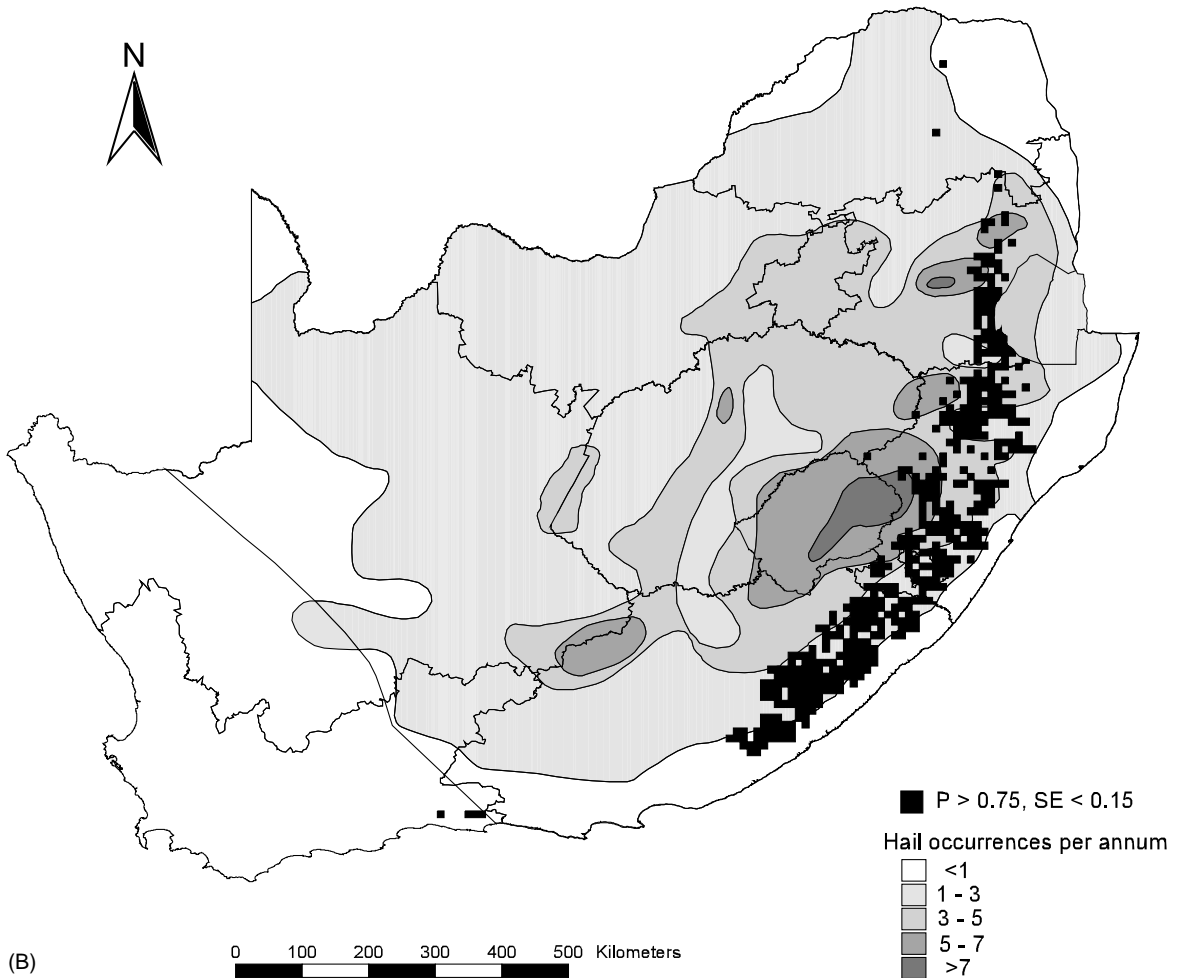 N
P > 0.75, SE < 0.15
Hail occurrences per annum
<1
1 - 3
3 - 5
5 - 7
>7
(B)
0 100 200 300 400 500 Kilometers